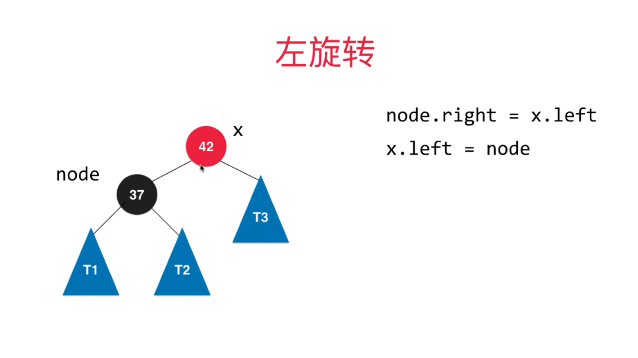 左旋转
node.right = x.left
x.left = node
x
42
node
37
T3
T1
T2